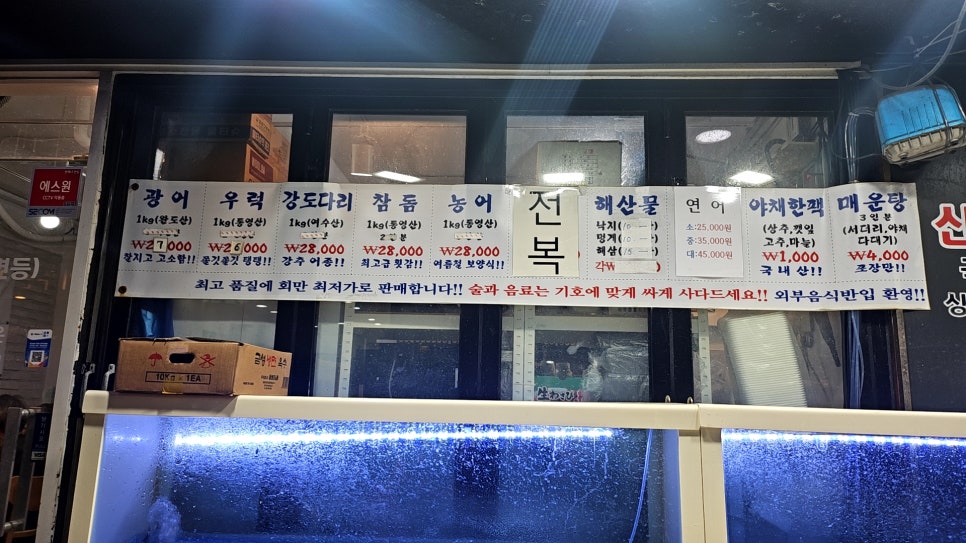 광어
1kg(완도산)
₩27,000
찰지고 고소함!!
우럭
1kg(통영산)
₩26,000
쫄깃쫄깃 탱탱!!
강도다리
1kg(여수산)
₩28,000
강추 어종!!
참돔
1kg(통영산)
₩28,000
최고급 횟감!!
농어
1kg(통영산)
₩28,000
여름철 보양식!!
전복
해산물
낙지
멍게
해삼
각₩
연어
소:25,000원
중:35,000원
대:45,000원
야채한팩
(상추,깻잎
고추,마늘)
₩1,000
국내산!!
매운탕
3인분
(서더리,야채
다대기)
₩4,000
초장만!!
최고 품질에 회만 최저가로 판매합니다!! 술과 음료는 기호에 맞게 싸게 사다드세요!! 외부음식반입 환영!!
에스원
10KG 1EA